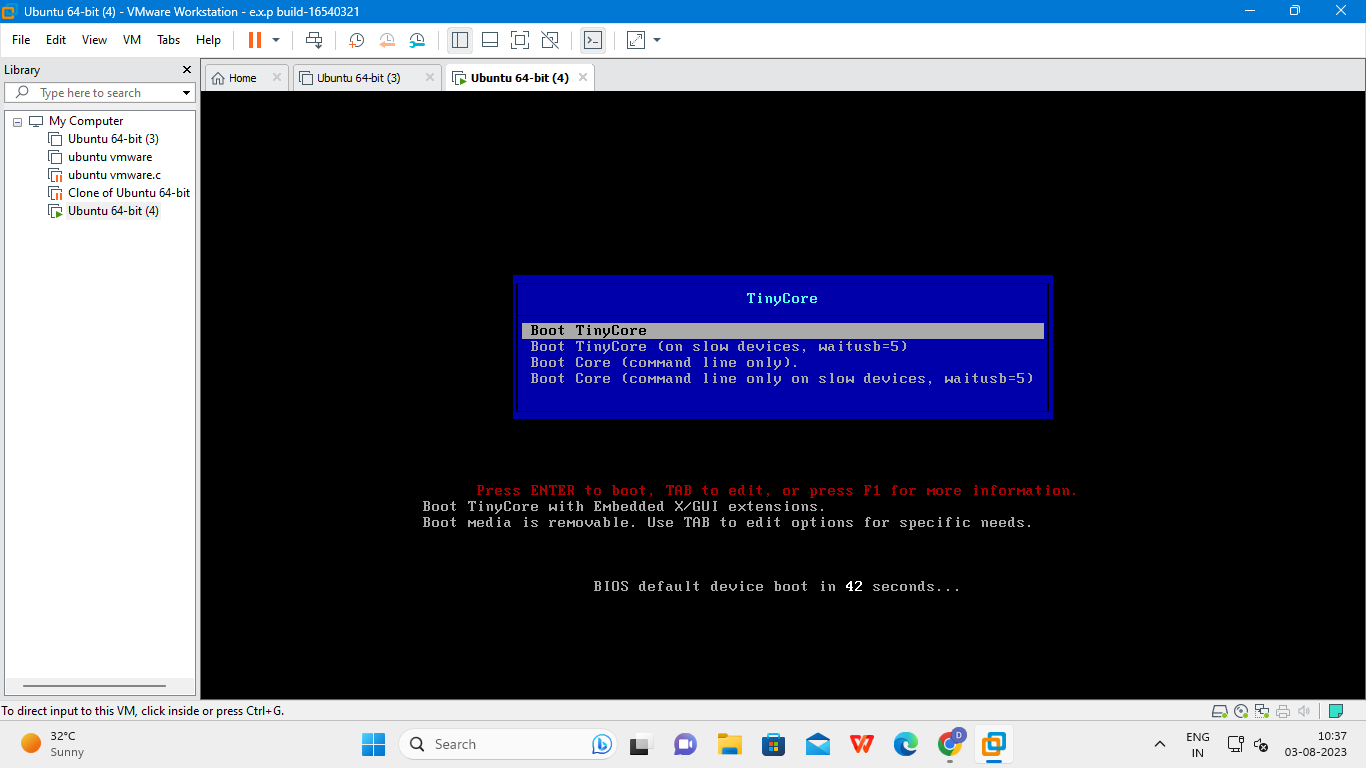 Ubuntu 64-bit (4) - VMware Workstation - e.x.p build-16540321
File Edit View VM Tabs Help
Library
Home
Ubuntu 64-bit (3)
Ubuntu 64-bit (4)
Type here to search
My Computer
Ubuntu 64-bit (3)
ubuntu vmware
ubuntu vmware.c
Clone of Ubuntu 64-bit
Ubuntu 64-bit (4)
TinyCore
Boot TinyCore
Boot TinyCore (on slow devices, waitusb=5)
Boot Core (command line only).
Boot Core (command line only on slow devices, waitusb=5)
Press ENTER to boot, TAB to edit, or press F1 for more information.
Boot TinyCore with Embedded X/GUI extensions.
Boot media is removable. Use TAB to edit options for specific needs.
BIOS default device boot in 42 seconds...
To direct input to this VM, click inside or press Ctrl+G.
32°C
Sunny
Search
D
ENG
IN
10:37
03-08-2023